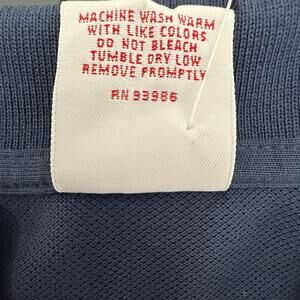 MACHINE WASH WARM
WITH LIKE COLORS
DO NOT BLEACH
TUMBLE DRY LOW
REMOVE PROMPTLY
RN 93986